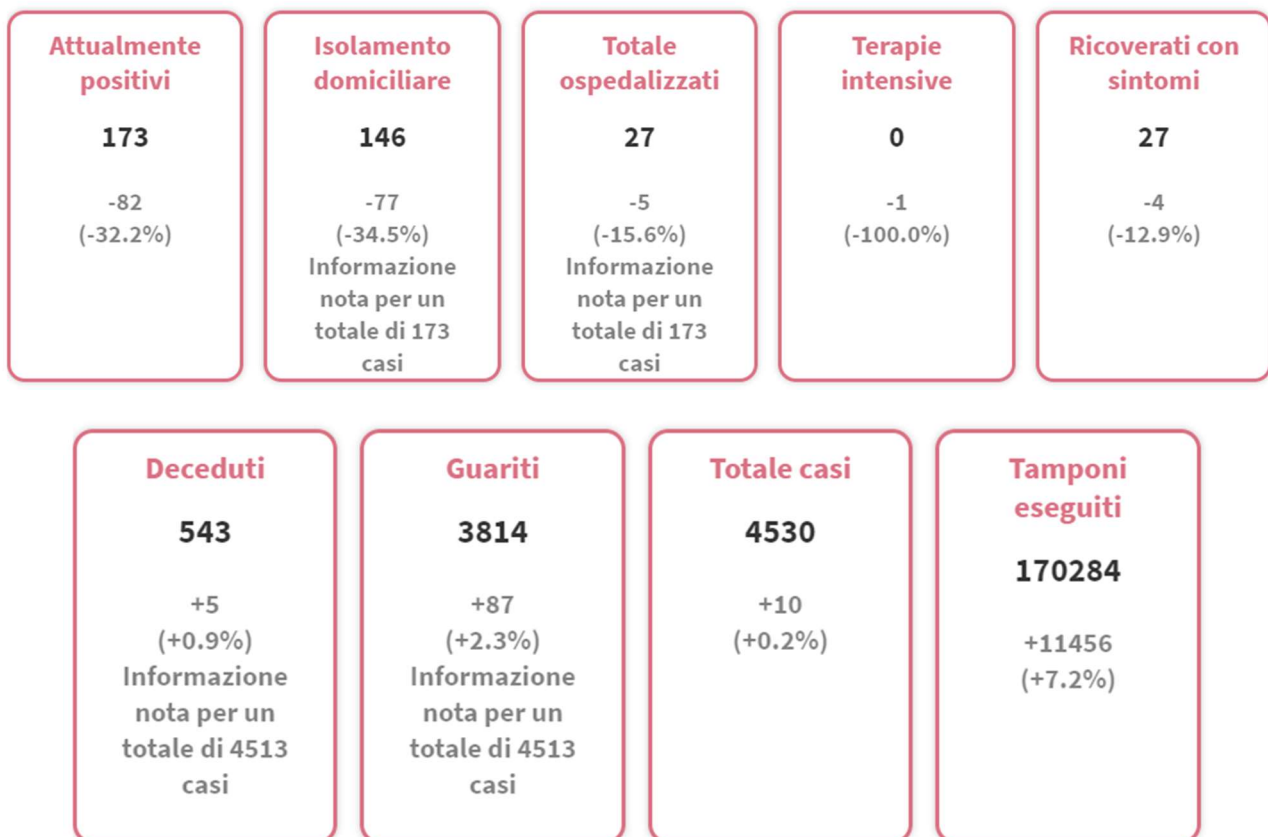 Attualmente
positivi
173
-82
(-32.2%)
Isolamento
domiciliare
146
-77
(-34.5%)
Informazione
nota per un
totale di 173
casi
Totale
ospedalizzati
27
-5
(-15.6%)
Informazione
nota per un
totale di 173
casi
Terapie
intensive
0
-1
(-100.0%)
Ricoverati con
sintomi
27
-4
(-12.9%)
Deceduti
543
+5
(+0.9%)
Informazione
nota per un
totale di 4513
casi
Guariti
3814
+87
(+2.3%)
Informazione
nota per un
totale di 4513
casi
Totale casi
4530
+10
(+0.2%)
Tamponi
eseguiti
170284
+11456
(+7.2%)